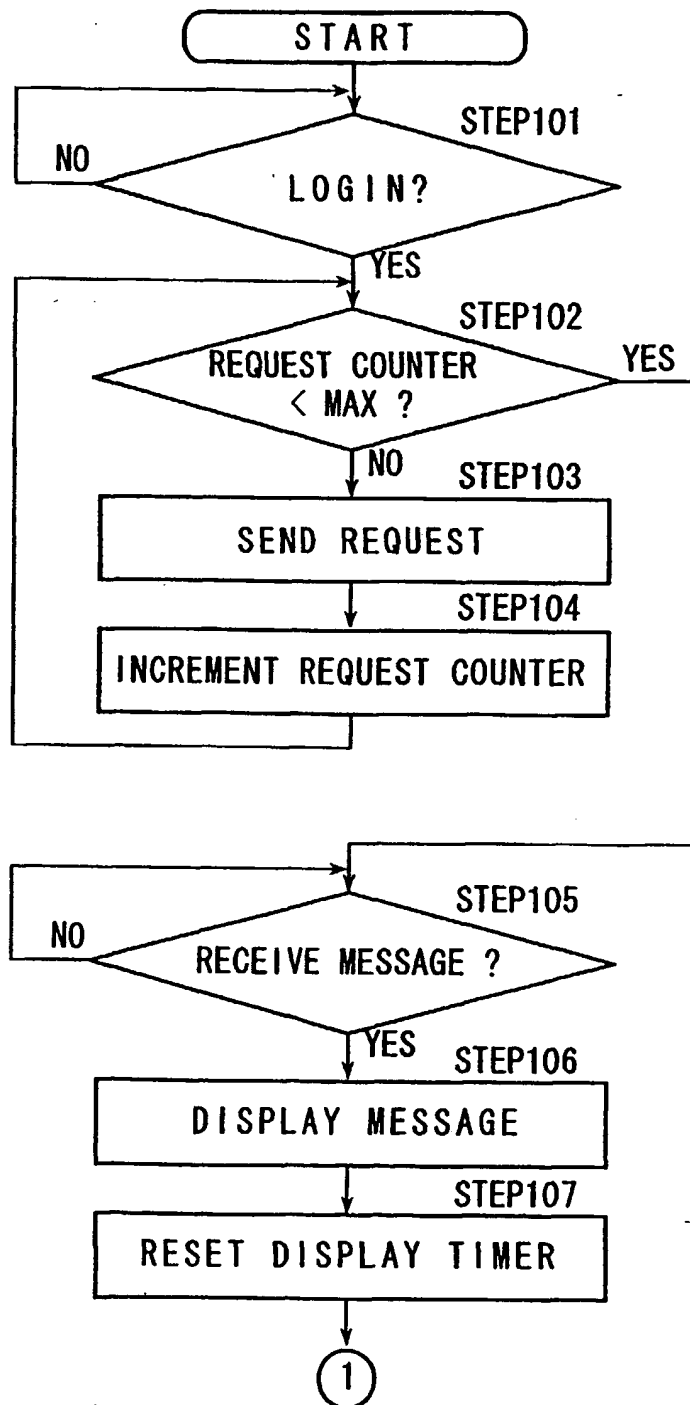 START
STEP101
NO
LOGIN?
YES
STEP102
REQUEST COUNTER
< MAX ?
YES
NO
STEP103
SEND REQUEST
STEP104
INCREMENT REQUEST COUNTER
STEP105
NO
RECEIVE MESSAGE ?
YES
STEP106
DISPLAY MESSAGE
STEP107
RESET DISPLAY TIMER
1